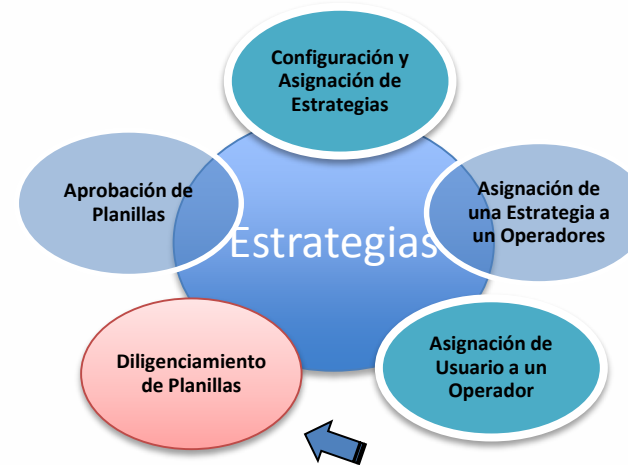 Configuración y
Asignación de
Estrategias
Aprobación de
Planillas
Estrategias
Asignación de
una Estrategia a
un Operadores
Diligenciamiento
de Planillas
Asignación de
Usuario a un
Operador